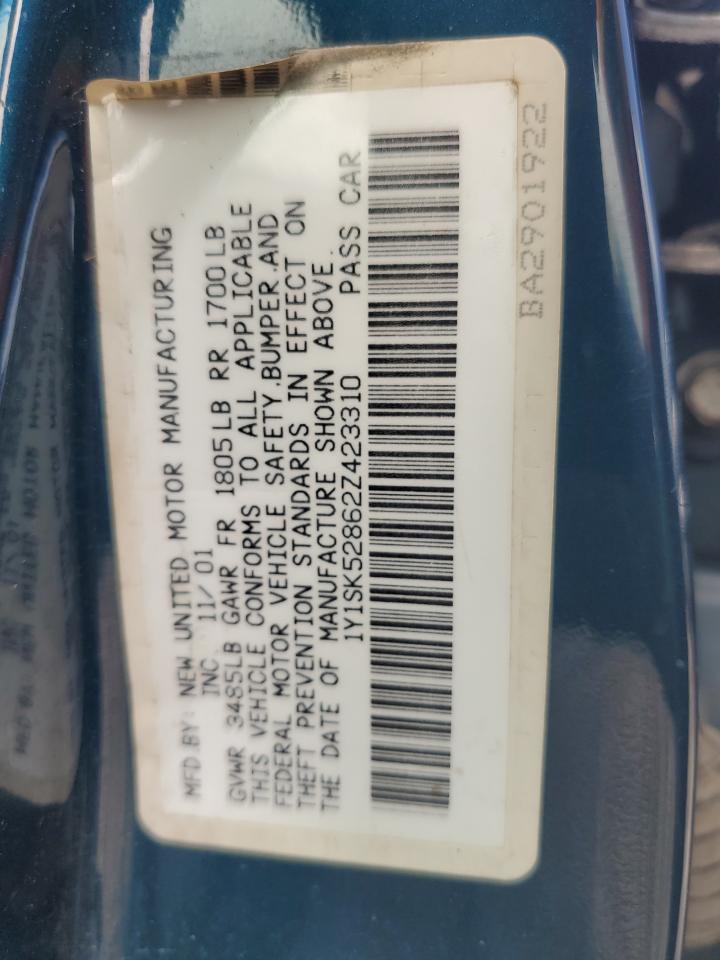 MFD.BY: NEW UNITED MOTOR MANUFACTURING
INC. 11/01
GVWR 3485LB GAWR FR 1805LB RR 1700LB
THIS VEHICLE CONFORMS TO ALL APPLICABLE
FEDERAL MOTOR VEHICLE SAFETY,BUMPER,AND
THEFT PREVENTION STANDARDS IN EFFECT ON
THE DATE OF MANUFACTURE SHOWN ABOVE.
1Y1SK52862Z423310 PASS CAR
BA2901922